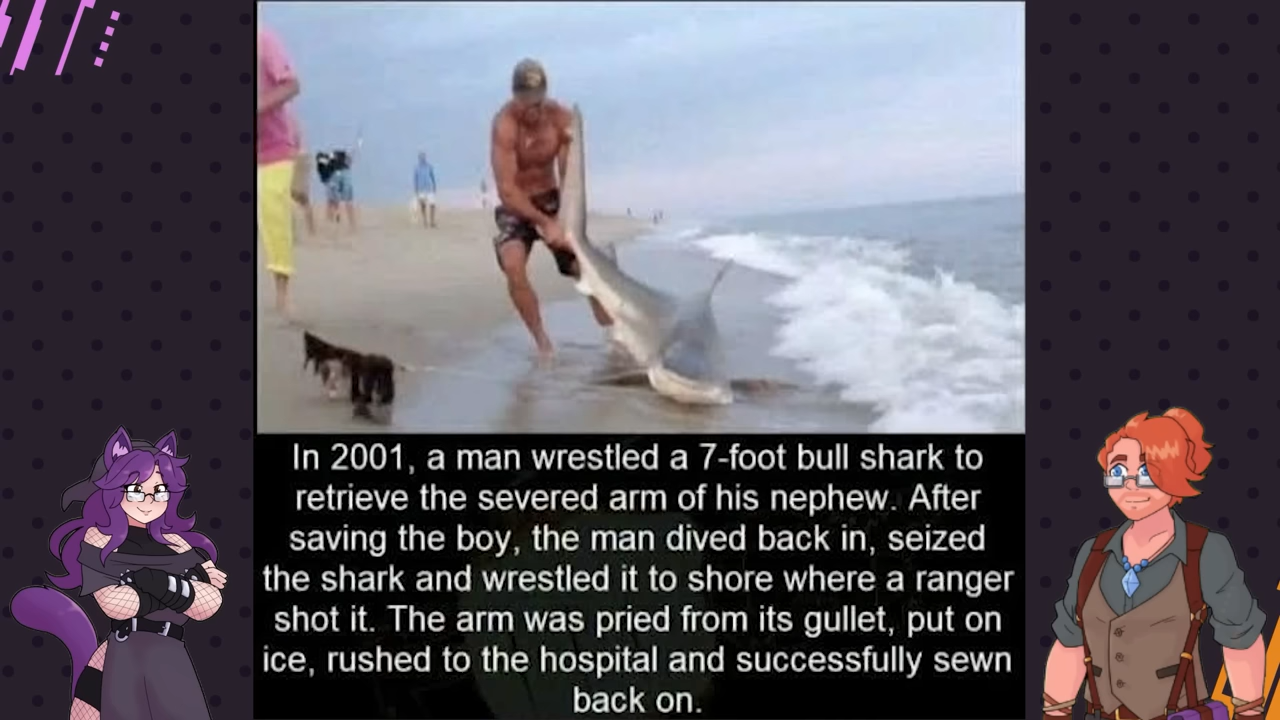 In 2001, a man wrestled a 7-foot bull shark to
retrieve the severed arm of his nephew. After
saving the boy, the man dived back in, seized
the shark and wrestled it to shore where a ranger
shot it. The arm was pried from its gullet, put on
ice, rushed to the hospital and successfully sewn
back on.